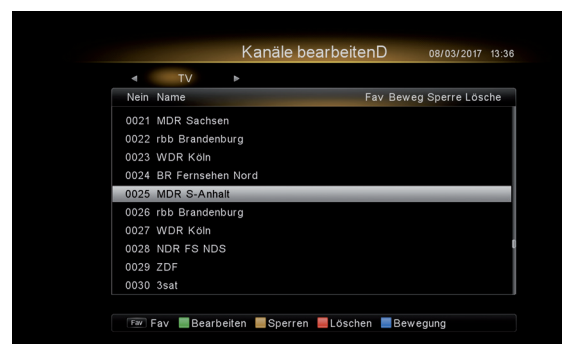 Kanäle bearbeitenD 08/03/2017 13:36
TV
Nein Name Fav Beweg Sperre Lösche
0021 MDR Sachsen
0022 rbb Brandenburg
0023 WDR Köln
0024 BR Fernsehen Nord
0025 MDR S-Anhalt
0026 rbb Brandenburg
0027 WDR Köln
0028 NDR FS NDS
0029 ZDF
0030 3sat
Fav Fav Bearbeiten Sperren Löschen Bewegung